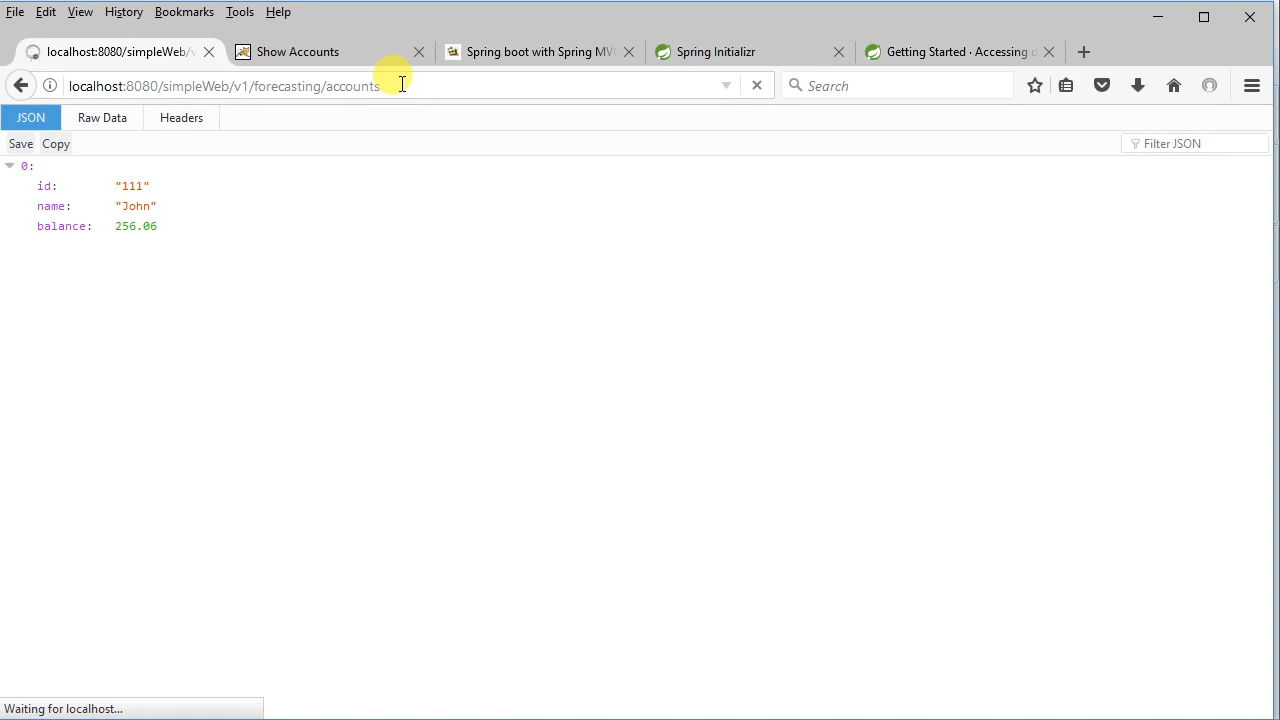 File Edit View History Bookmarks Tools Help
localhost:8080/simpleWeb/v Show Accounts Spring boot with Spring MV Spring Initializr Getting Started · Accessing
localhost:8080/simpleWeb/v1/forecasting/accounts Search
JSON Raw Data Headers
Save Copy Filter JSON
0:
id: "111"
name: "John"
balance: 256.06
Waiting for localhost...